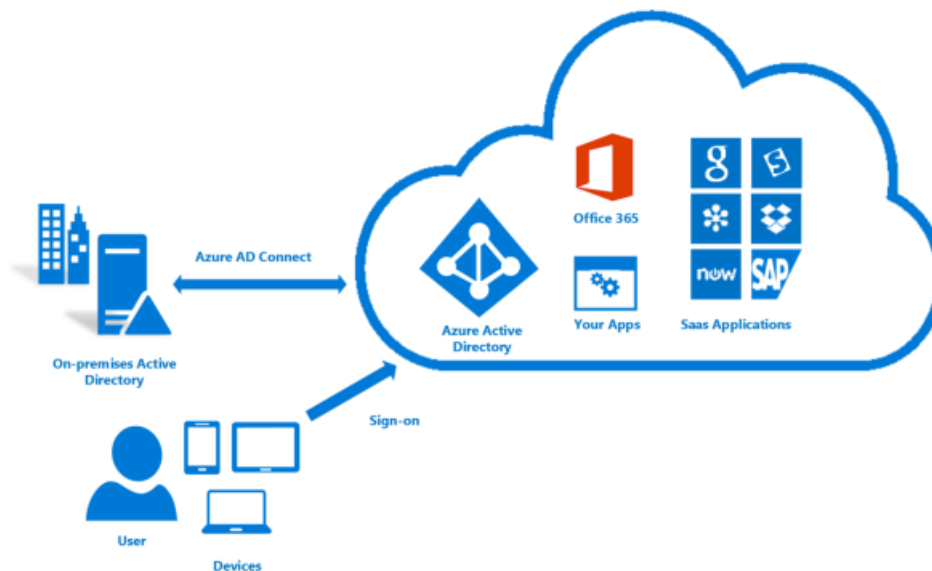 Office 365
Azure AD Connect
Azure Active
Directory
Your Apps
Saas Applications
g
S
now
SAP
On-premises Active
Directory
Sign-on
User
Devices